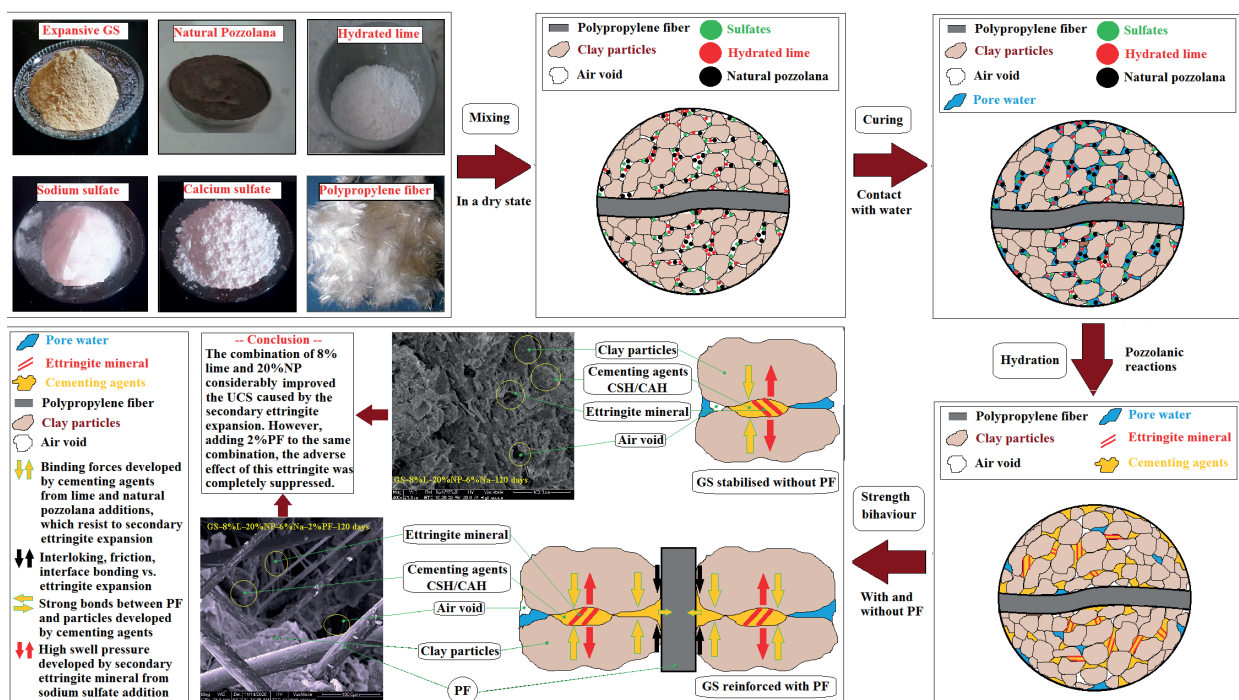 Expansive GS
Natural Pozzolana
Hydrated lime
Sodium sulfate
Calcium sulfate
Polypropylene fiber
Mixing
In a dry state
Polypropylene fiber
Sulfates
Clay particles
Hydrated lime
Air void
Natural pozzolana
Curing
Contact
with water
Polypropylene fiber
Sulfates
Clay particles
Hydrated lime
Air void
Natural pozzolana
Pore water
Hydration
Pozzolanic
reactions
Polypropylene fiber
Pore water
Clay particles
Ettringite mineral
Air void
Cementing agents
Strength
bihaviour
With and
without PF
Pore water
Ettringite mineral
Cementing agents
Polypropylene fiber
Clay particles
Air void
Binding forces developed
by cementing agents
from lime and natural
pozzolana additions,
which resist to secondary
ettringite expansion
Interloking, friction,
interface bonding vs.
ettringite expansion
Strong bonds between PF
and particles developed
by cementing agents
High swell pressure
developed by secondary
ettringite mineral from
sodium sulfate addition
-- Conclusion --
The combination of 8%
lime and 20%NP
considerably improved
the UCS caused by the
secondary ettringite
expansion. However,
adding 2%PF to the same
combination, the adverse
effect of this ettringite was
completely suppressed.
GS-8%L-20%NP-6%Na-120 days
Clay particles
Cementing agents
CSH/CAH
Ettringite mineral
Air void
GS stabilised without PF
GS-8%L-20%NP-6%Na-2%PF-120 days
Ettringite mineral
Cementing agents
CSH/CAH
Air void
Clay particles
PF
GS reinforced with PF